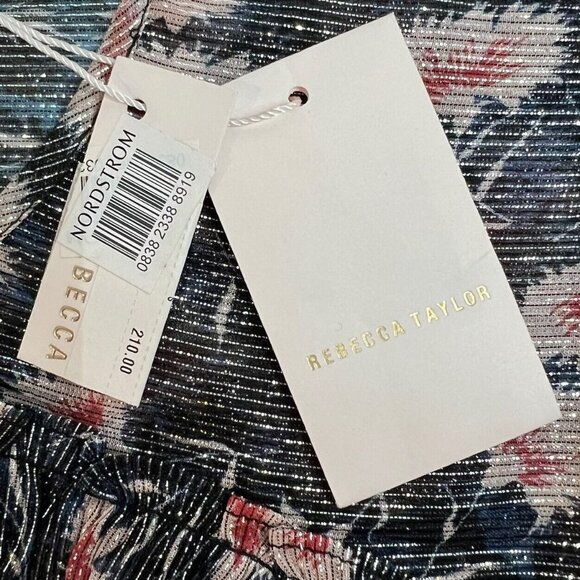 NORDSTROM
0838 2338 8919
BECCA
210.00
REBECCA TAYLOR